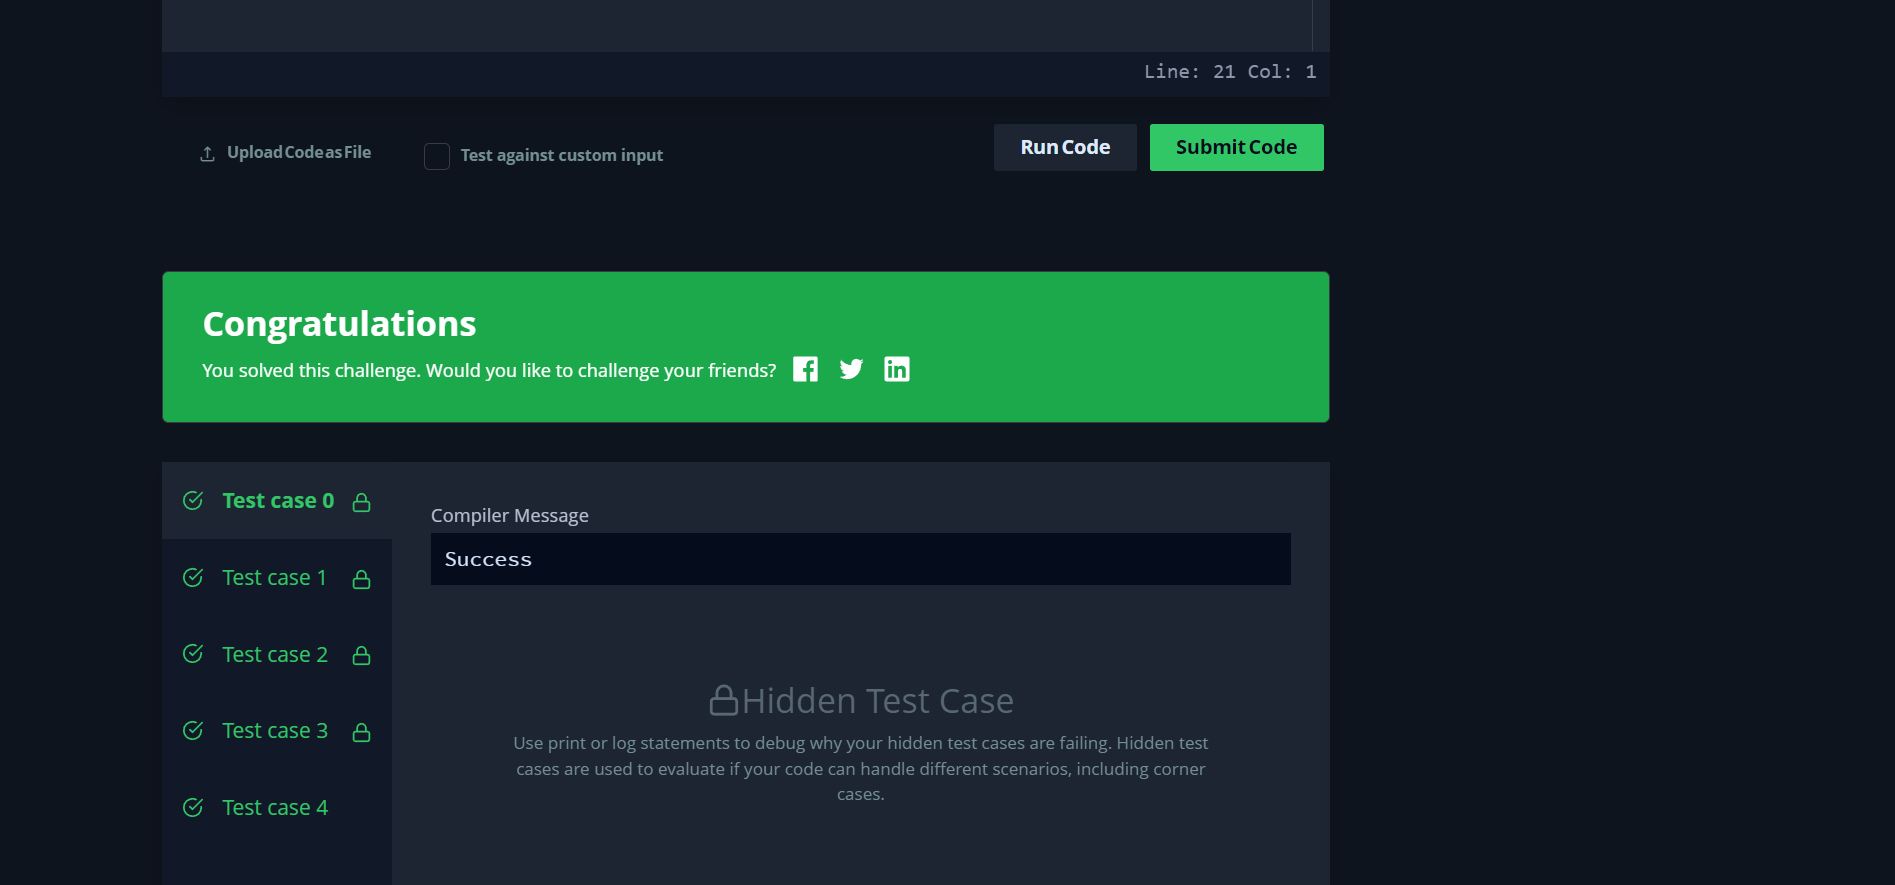 Line: 21 Col: 1
Upload Code as File
Test against custom input
Run Code
Submit Code
Congratulations
You solved this challenge. Would you like to challenge your friends?
Test case 0
Compiler Message
Success
Test case 1
Test case 2
Test case 3
Test case 4
Hidden Test Case
Use print or log statements to debug why your hidden test cases are failing. Hidden test
cases are used to evaluate if your code can handle different scenarios, including corner
cases.